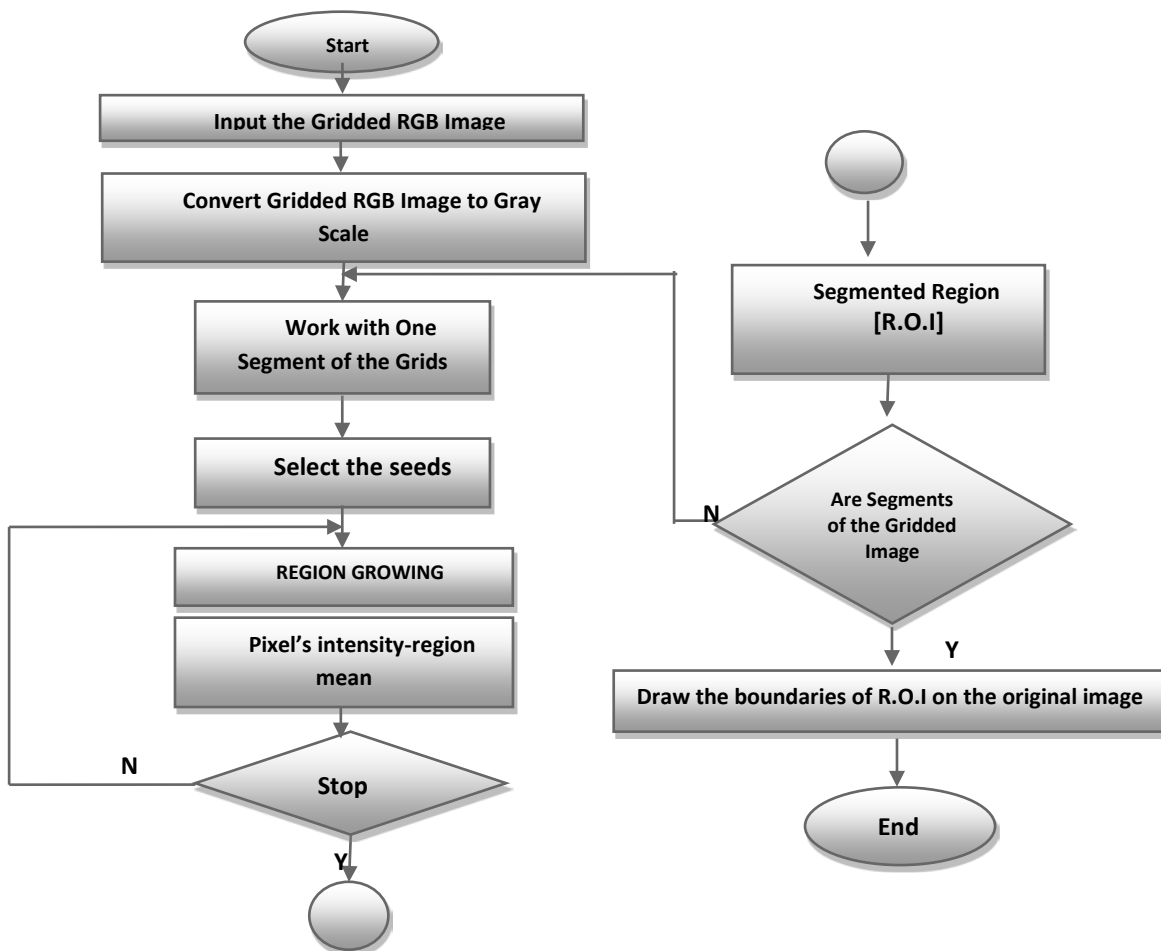 Start
Input the Gridded RGB Image
Convert Gridded RGB Image to Gray
Scale
Work with One
Segment of the Grids
Select the seeds
REGION GROWING
Pixel’s intensity-region
mean
N
Stop
Y
Segmented Region
[R.O.I]
N
Are Segments
of the Gridded
Image
Y
Draw the boundaries of R.O.I on the original image
End